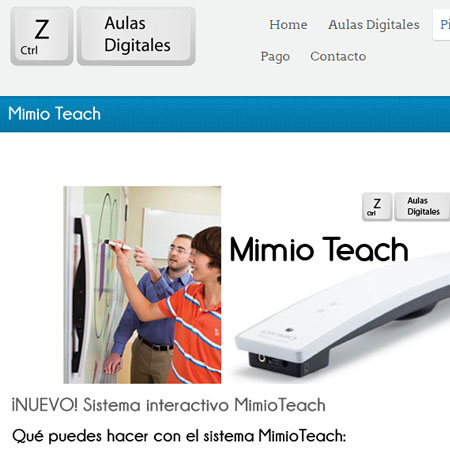 Z
Ctrl
Aulas
Digitales
Home Aulas Digitales Pi
Pago Contacto
Mimio Teach
Z
Ctrl
Aulas
Digitales
Mimio Teach
¡NUEVO! Sistema interactivo MimioTeach
Qué puedes hacer con el sistema MimioTeach: